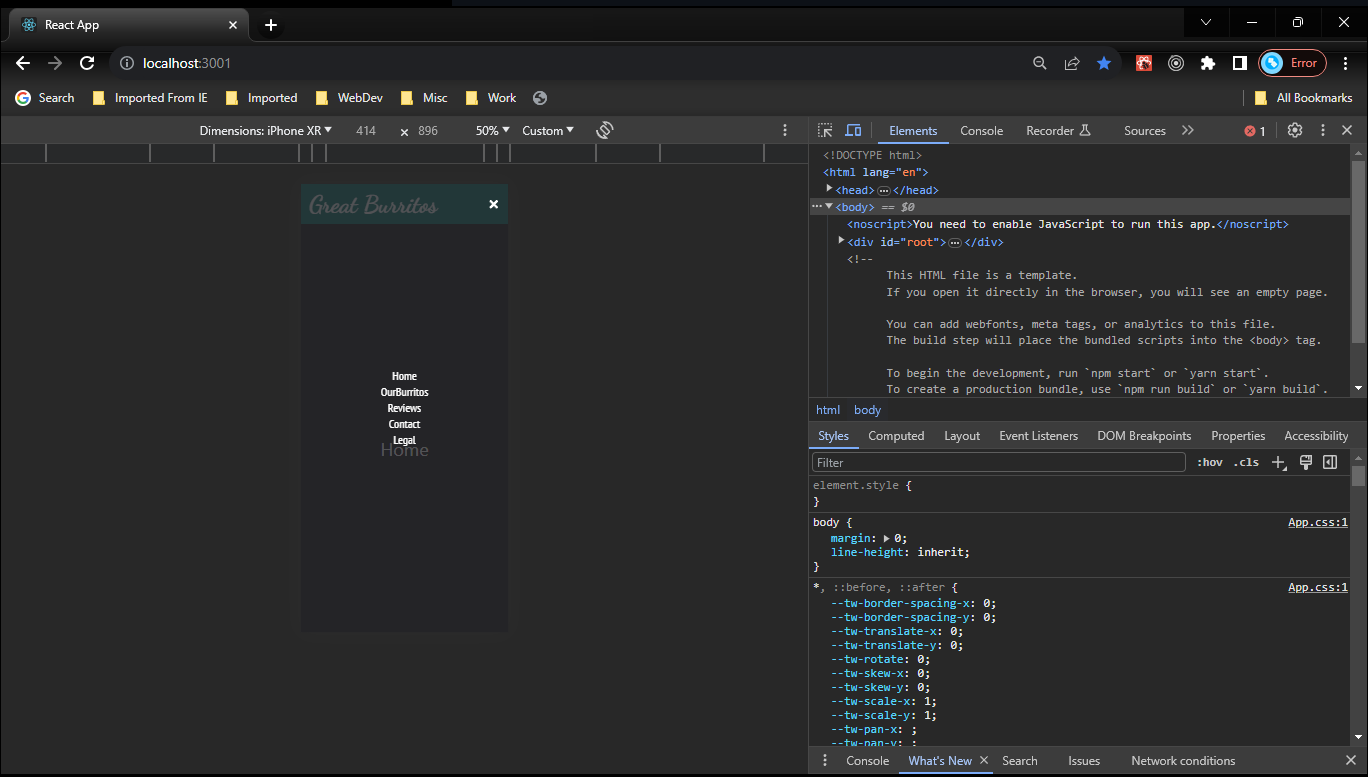 React App
localhost:3001
Error
Search
Imported From IE
Imported
WebDev
Misc
Work
All Bookmarks
Dimensions: iPhone XR
414
×
896
50%
Custom
Elements
Console
Recorder
Sources
1
Great Burritos
Home
OurBurritos
Reviews
Contact
Legal
Home
<!DOCTYPE html>
<html lang="en">
<head>…</head>
<body> == $0
<noscript>You need to enable JavaScript to run this app.</noscript>
<div id="root">…</div>
<!--
This HTML file is a template.
If you open it directly in the browser, you will see an empty page.
You can add webfonts, meta tags, or analytics to this file.
The build step will place the bundled scripts into the <body> tag.
To begin the development, run `npm start` or `yarn start`.
To create a production bundle, use `npm run build` or `yarn build`.
html
body
Styles
Computed
Layout
Event Listeners
DOM Breakpoints
Properties
Accessibility
Filter
:hov
.cls
element.style {
}
body {
App.css:1
margin: 0;
line-height: inherit;
}
*, ::before, ::after {
App.css:1
--tw-border-spacing-x: 0;
--tw-border-spacing-y: 0;
--tw-translate-x: 0;
--tw-translate-y: 0;
--tw-rotate: 0;
--tw-skew-x: 0;
--tw-skew-y: 0;
--tw-scale-x: 1;
--tw-scale-y: 1;
--tw-pan-x: ;
--tw-pan-y: ;
Console
What's New
Search
Issues
Network conditions